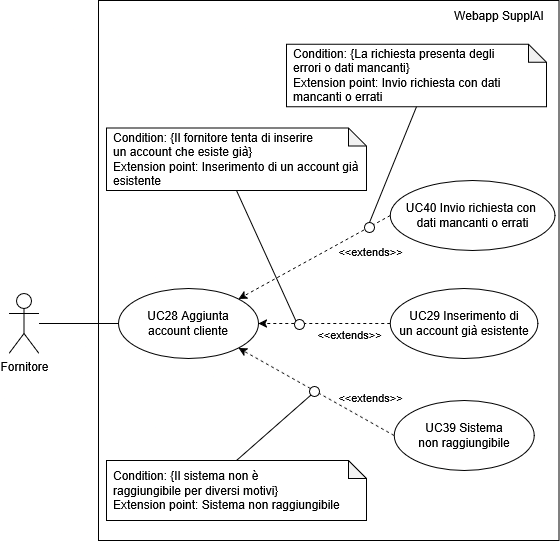 Webapp SupplAI
Condition: {La richiesta presenta degli
errori o dati mancanti}
Extension point: Invio richiesta con dati
mancanti o errati
Condition: {Il fornitore tenta di inserire
un account che esiste già}
Extension point: Inserimento di un account già
esistente
UC40 Invio richiesta con
dati mancanti o errati
<<extends>>
UC28 Aggiunta
account cliente
UC29 Inserimento di
un account già esistente
<<extends>>
Fornitore
<<extends>>
UC39 Sistema
non raggiungibile
Condition: {Il sistema non è
raggiungibile per diversi motivi}
Extension point: Sistema non raggiungibile